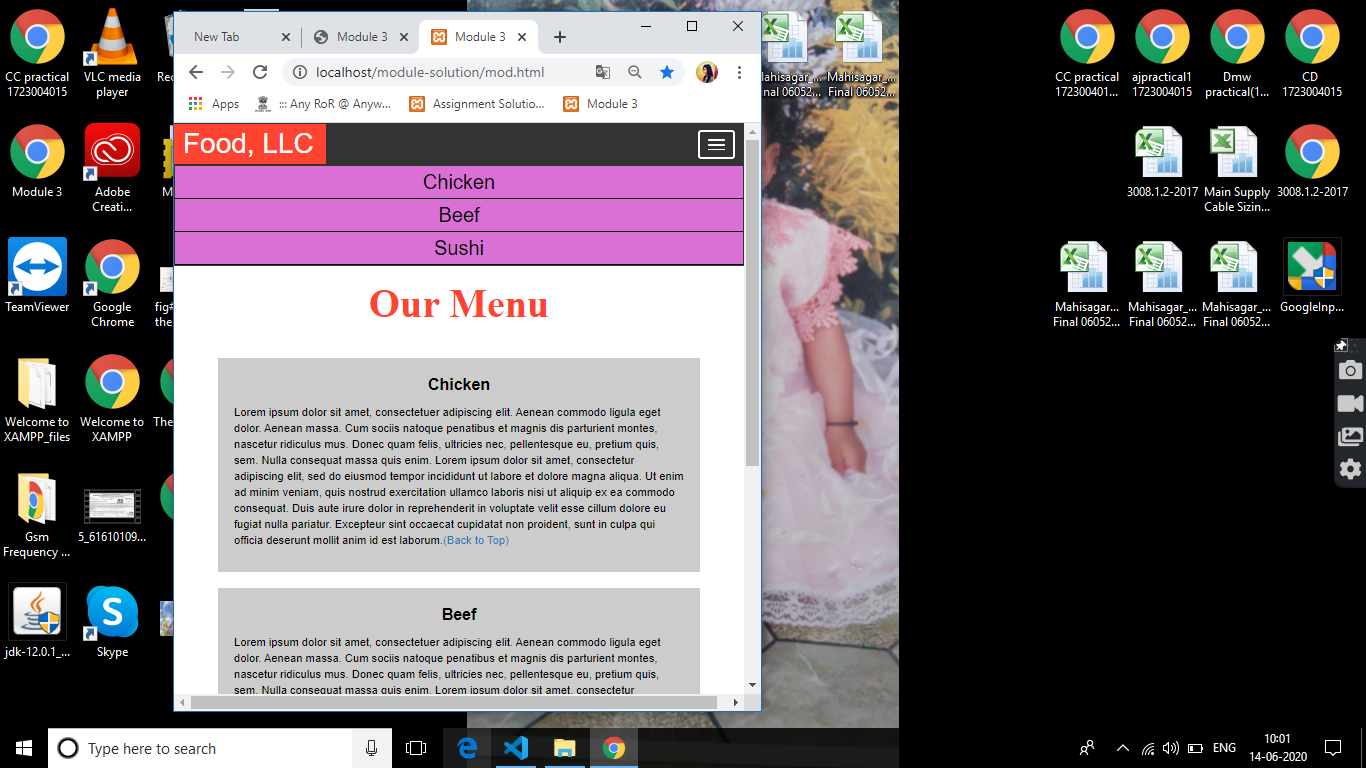 CC practical
1723004015
VLC media
player
Rec
Module 3
Adobe
Creati...
M
TeamViewer
Google
Chrome
fig#
the
Welcome to
XAMPP_files
Welcome to
XAMPP
The
Gsm
Frequency ...
5_61610109...
jdk-12.0.1_...
Skype
New Tab
Module 3
Module 3
localhost/module-solution/mod.html
Apps
::: Any RoR @ Anyw...
Assignment Solutio...
Module 3
Food, LLC
Chicken
Beef
Sushi
Our Menu
Chicken
Lorem ipsum dolor sit amet, consectetuer adipiscing elit. Aenean commodo ligula eget
dolor. Aenean massa. Cum sociis natoque penatibus et magnis dis parturient montes,
nascetur ridiculus mus. Donec quam felis, ultricies nec, pellentesque eu, pretium quis,
sem. Nulla consequat massa quis enim. Lorem ipsum dolor sit amet, consectetur
adipiscing elit, sed do eiusmod tempor incididunt ut labore et dolore magna aliqua. Ut enim
ad minim veniam, quis nostrud exercitation ullamco laboris nisi ut aliquip ex ea commodo
consequat. Duis aute irure dolor in reprehenderit in voluptate velit esse cillum dolore eu
fugiat nulla pariatur. Excepteur sint occaecat cupidatat non proident, sunt in culpa qui
officia deserunt mollit anim id est laborum.(Back to Top)
Beef
Lorem ipsum dolor sit amet, consectetuer adipiscing elit. Aenean commodo ligula eget
dolor. Aenean massa. Cum sociis natoque penatibus et magnis dis parturient montes,
nascetur ridiculus mus. Donec quam felis, ultricies nec, pellentesque eu, pretium quis,
sem. Nulla consequat massa quis enim. Lorem ipsum dolor sit amet, consectetur
Mahisagar_...
Final 06052...
Mahisagar_...
Final 06052...
CC practical
172300401...
ajpractical1
1723004015
Dmw
practical(1...
CD
1723004015
3008.1.2-2017
Main Supply
Cable Sizin...
3008.1.2-2017
Mahisagar_...
Final 06052...
Mahisagar_...
Final 06052...
Mahisagar_...
Final 06052...
GoogleInp...
Type here to search
ENG
10:01
14-06-2020